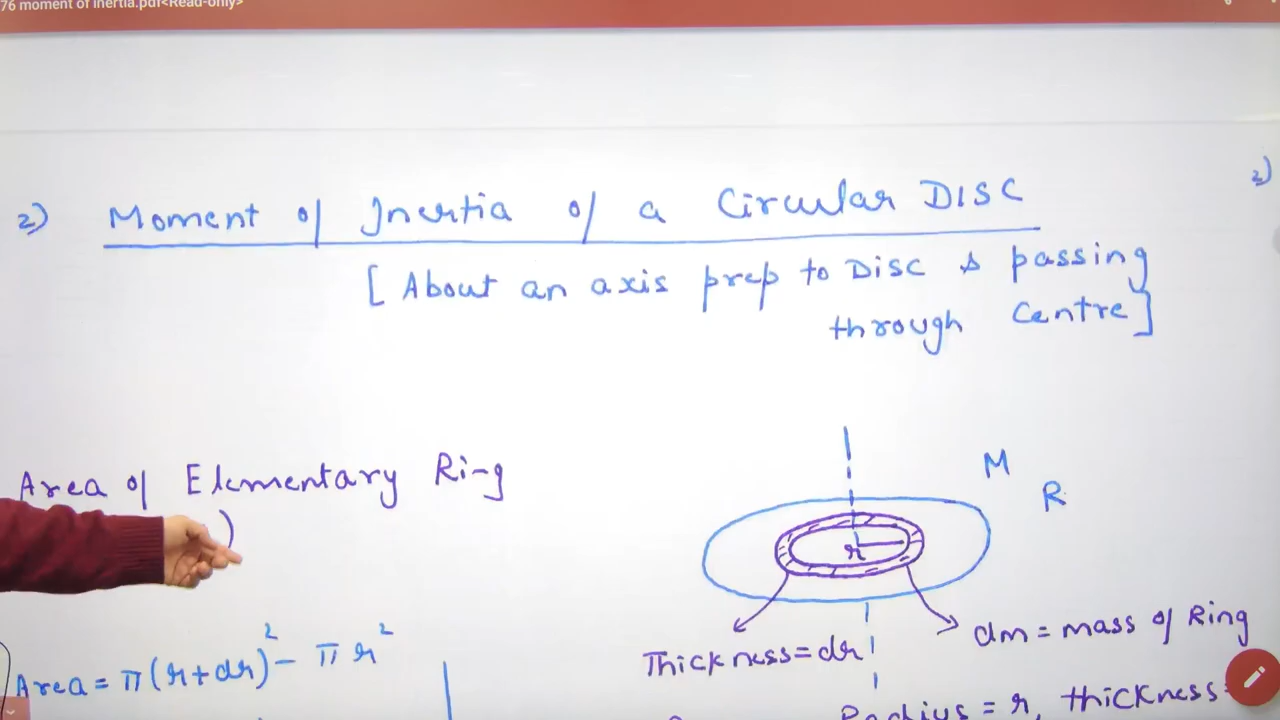 76 moment of inertia.pdf<Read-only>
2) Moment of Inertia of a Circular DISC
2)
[About an axis prep to Disc & passing
through Centre]
Area of Elementary Ring
)
M
R
r
Thickness=dr
dm = mass of Ring
Area = π(r+dr)² - πr²
Radius = r, thickness=